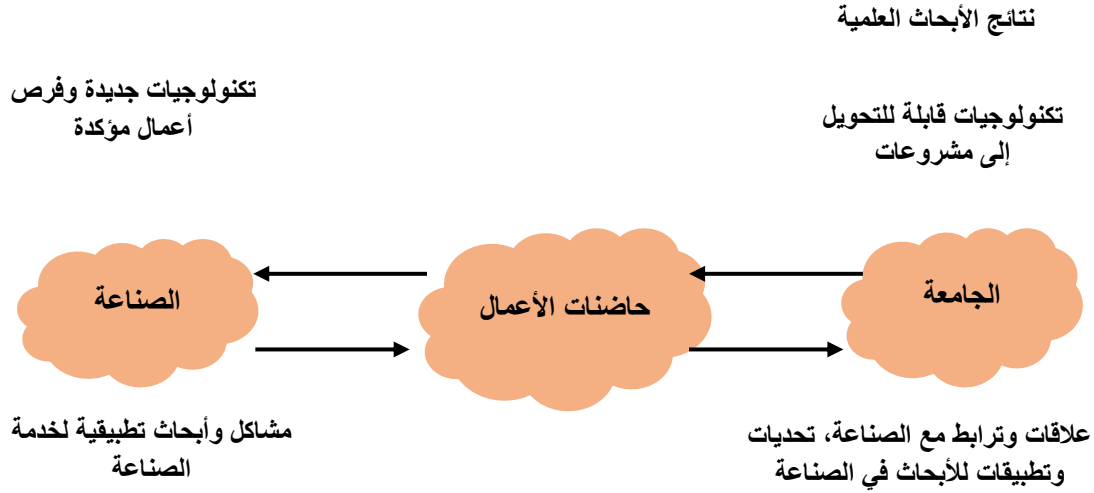 نتائج الأبحاث العلمية
تكنولوجيات جديدة وفرص
أعمال مؤكدة
تكنولوجيات قابلة للتحويل
إلى مشروعات
الجامعة
حاضنات الأعمال
الصناعة
علاقات وترابط مع الصناعة، تحديات
وتطبيقات للأبحاث في الصناعة
مشاكل وأبحاث تطبيقية لخدمة
الصناعة